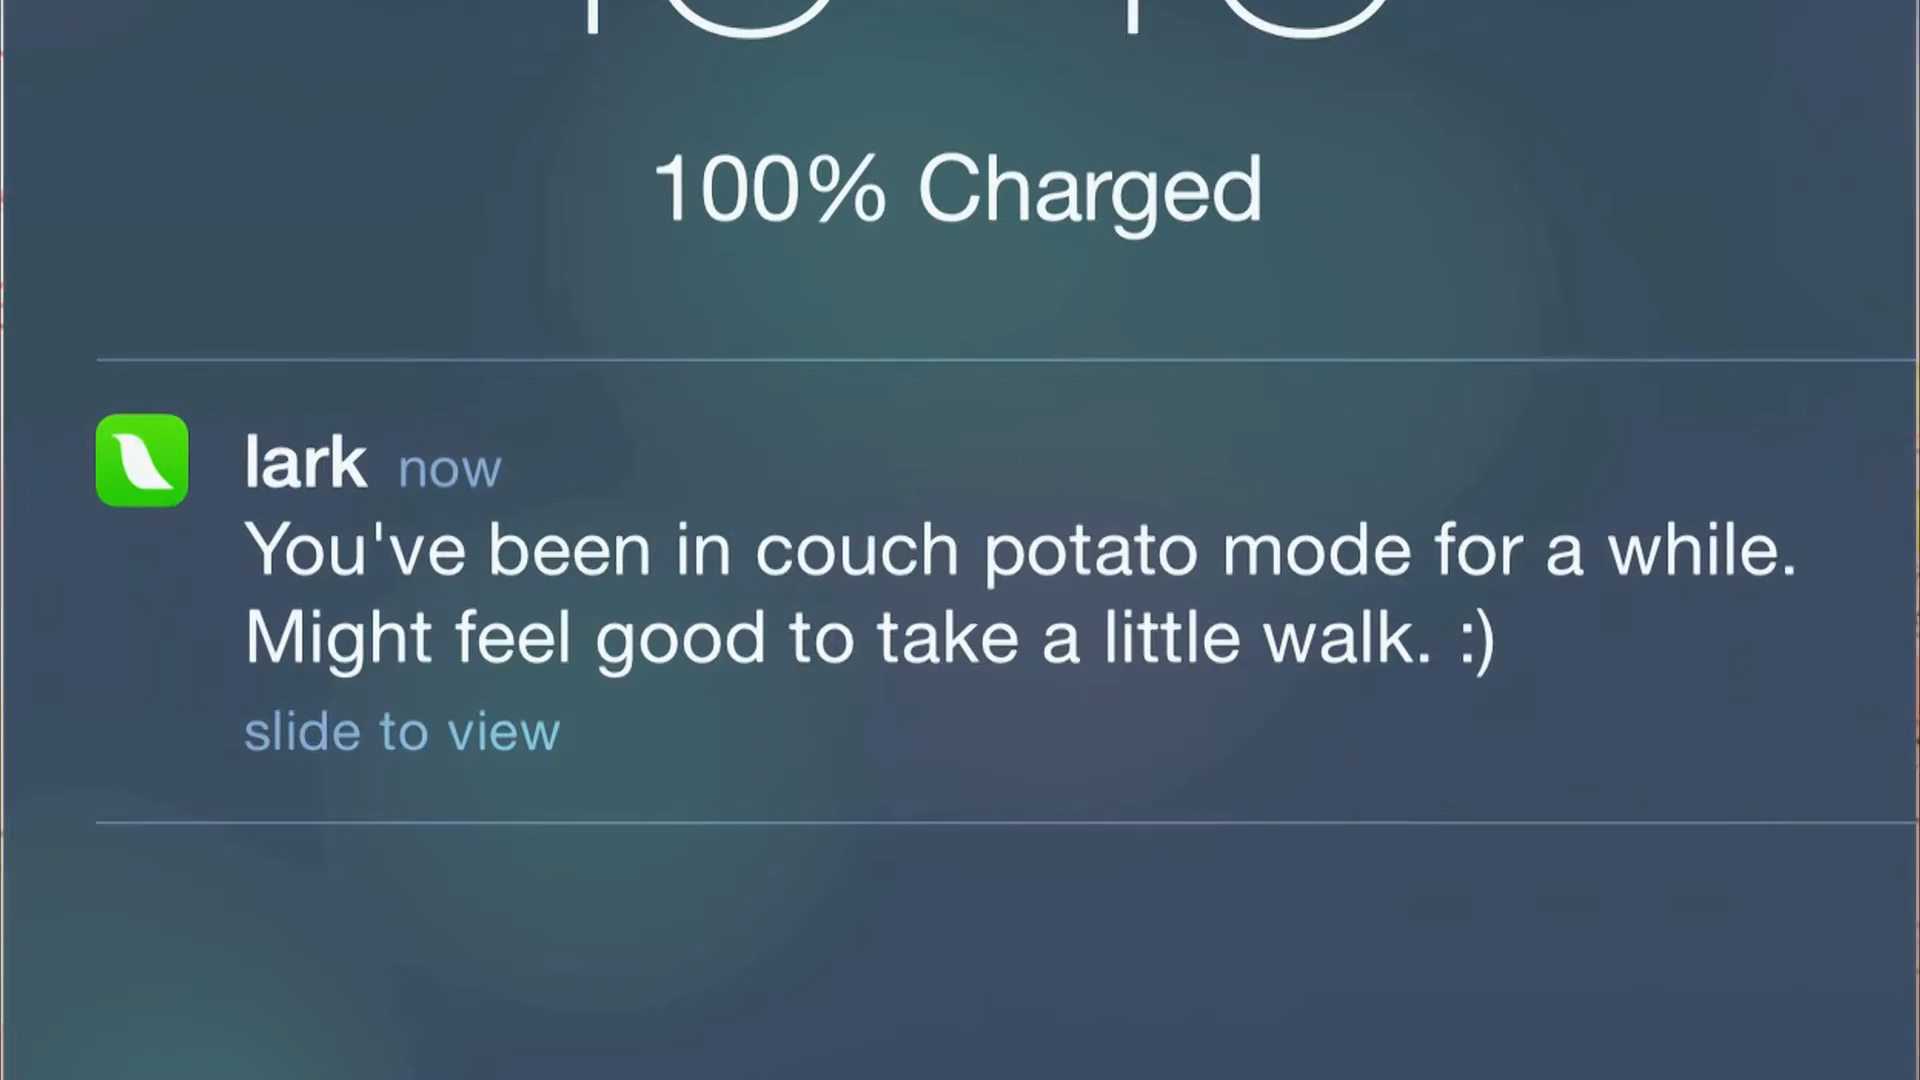 100% Charged
lark now
You've been in couch potato mode for a while.
Might feel good to take a little walk. :)
slide to view